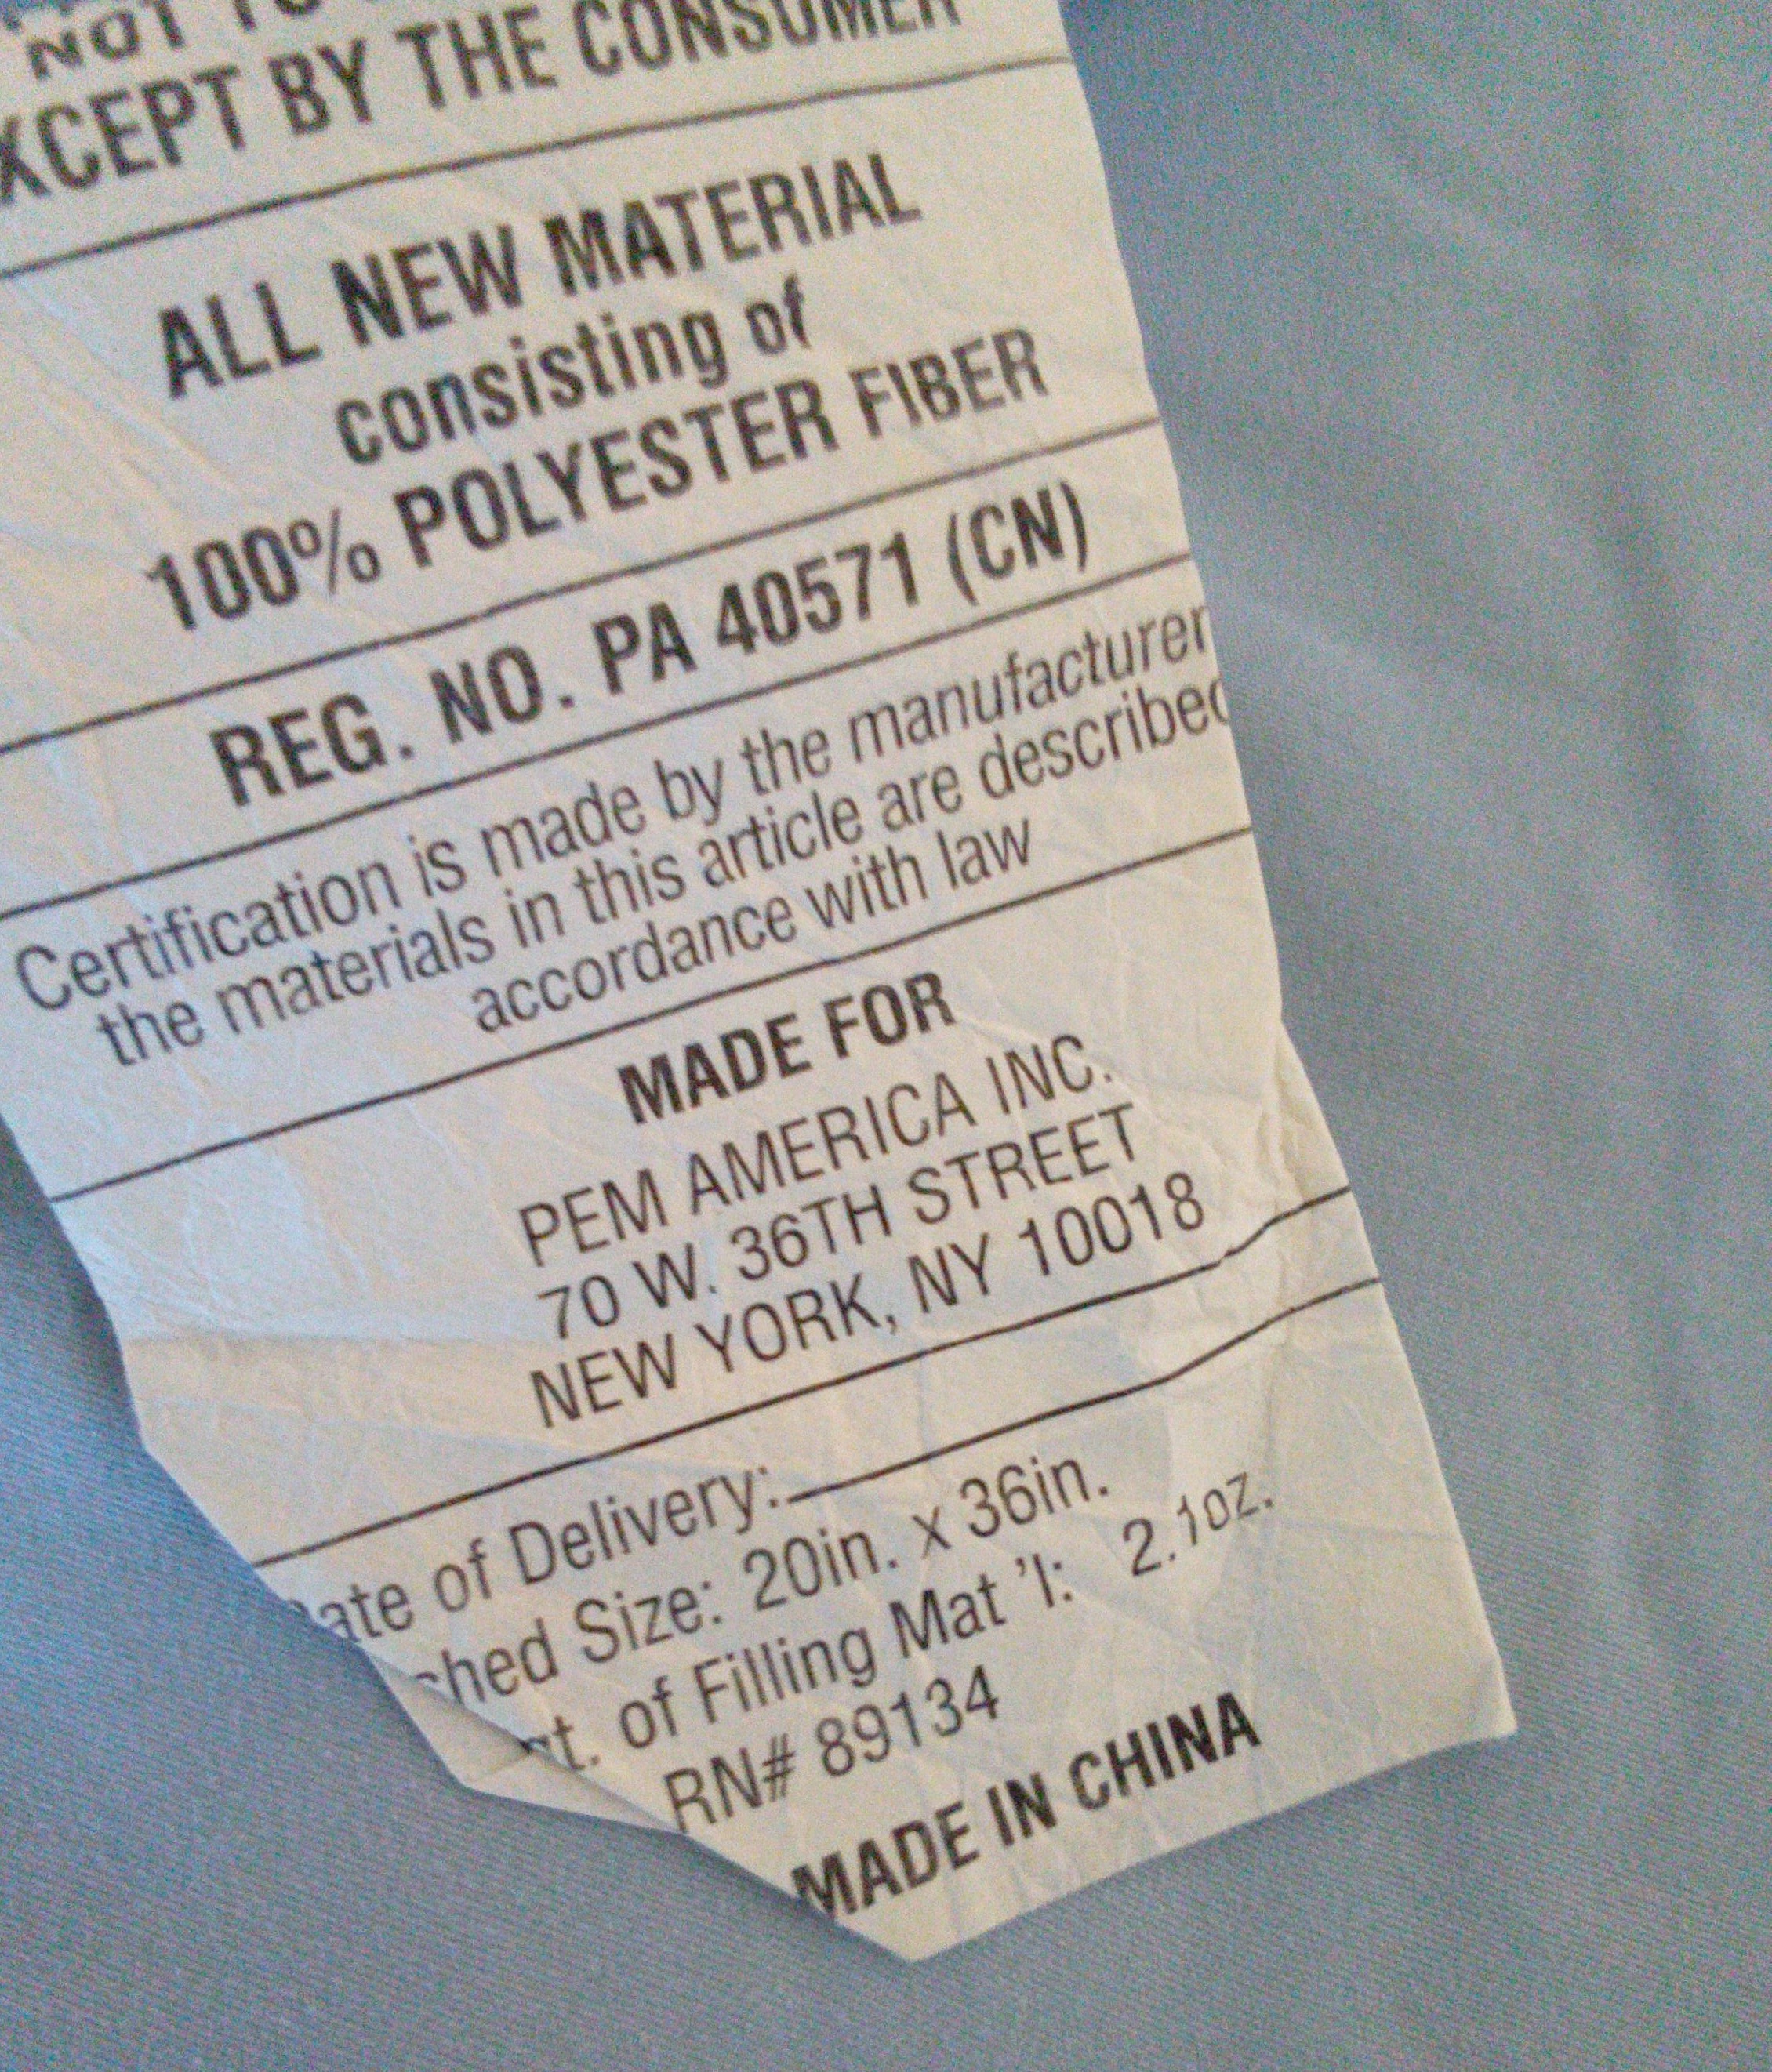 NOT TO
XCEPT BY THE CONSUMER
ALL NEW MATERIAL
consisting of
100% POLYESTER FIBER
REG. NO. PA 40571 (CN)
Certification is made by the manufacturer
the materials in this article are described
accordance with law
MADE FOR
PEM AMERICA INC.
70 W. 36TH STREET
NEW YORK, NY 10018
ate of Delivery:
hed Size: 20in. x 36in.
t. of Filling Mat 'l: 2.1oz.
RN# 89134
MADE IN CHINA